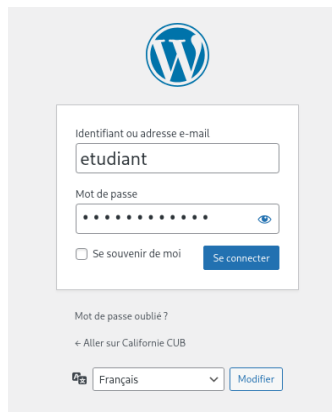 Identifiant ou adresse e-mail
etudiant
Mot de passe
••••••••••••
Se souvenir de moi
Se connecter
Mot de passe oublié ?
← Aller sur Californie CUB
Français
Modifier